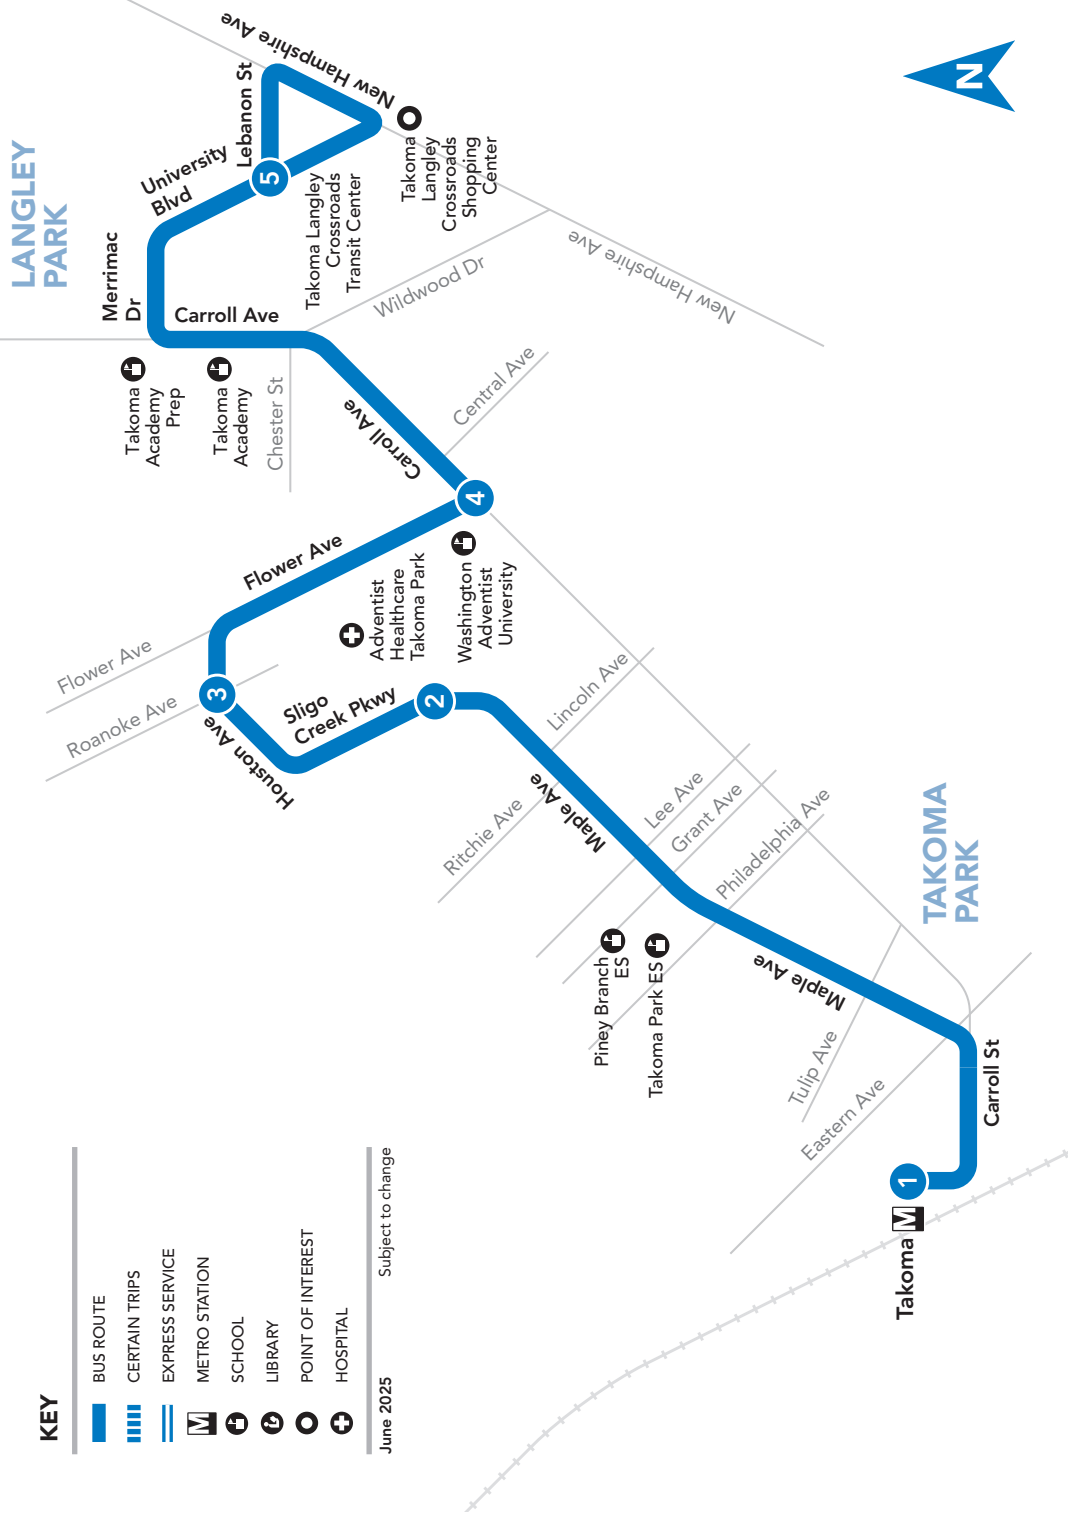 KEY
BUS ROUTE
CERTAIN TRIPS
EXPRESS SERVICE
M
METRO STATION
SCHOOL
LIBRARY
POINT OF INTEREST
HOSPITAL
June 2025
Subject to change
N
LANGLEY
PARK
TAKOMA
PARK
Takoma
M
1
Carroll St
Eastern Ave
Tulip Ave
Maple Ave
Philadelphia Ave
Grant Ave
Lee Ave
Takoma Park ES
Piney Branch
ES
Maple Ave
Ritchie Ave
Lincoln Ave
2
Sligo
Creek Pkwy
Houston Ave
3
Roanoke Ave
Flower Ave
Flower Ave
Adventist
Healthcare
Takoma Park
Washington
Adventist
University
4
Central Ave
Carroll Ave
Chester St
Takoma
Academy
Takoma
Academy
Prep
Carroll Ave
Wildwood Dr
Merrimac
Dr
University
Blvd
5
Takoma Langley
Crossroads
Transit Center
Lebanon St
New Hampshire Ave
Takoma
Langley
Crossroads
Shopping
Center
New Hampshire Ave